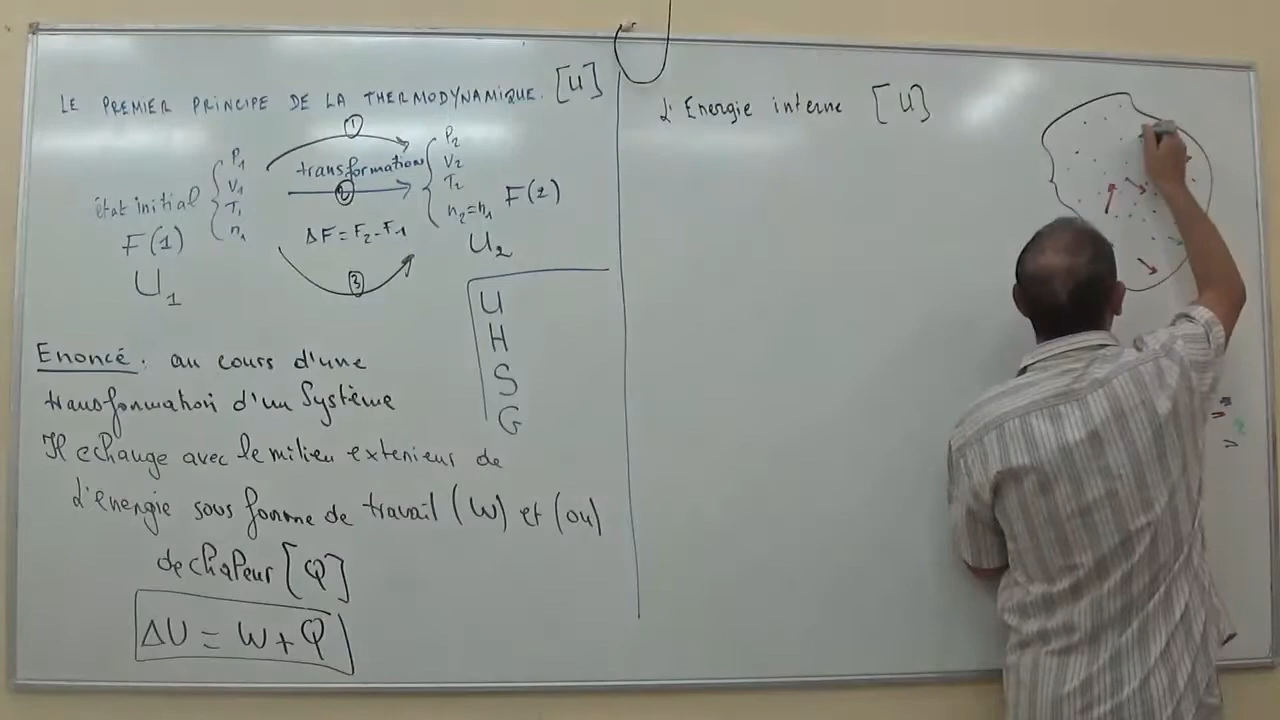 LE PREMIER PRINCIPE DE LA THERMODYNAMIQUE. [U]
①
transformation
②
ΔF = F₂ - F₁
③
état initial
P₁
V₁
T₁
n₁
F(1)
U₁
P₂
V₂
T₂
n₂=n₁
F(2)
U₂
U
H
S
G
Enoncé. au cours d'une
transformation d'un Système
Il echange avec le milieu exterieur de
l'énergie sous forme de travail (W) et (ou)
de chaleur [Q]
ΔU = W + Q
L'Energie interne [U]